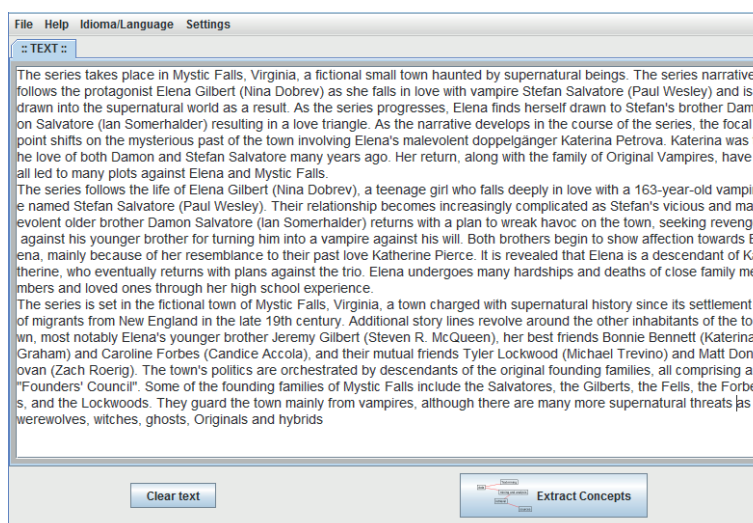 File Help Idioma/Language Settings
:: TEXT ::
The series takes place in Mystic Falls, Virginia, a fictional small town haunted by supernatural beings. The series narrative
follows the protagonist Elena Gilbert (Nina Dobrev) as she falls in love with vampire Stefan Salvatore (Paul Wesley) and is
drawn into the supernatural world as a result. As the series progresses, Elena finds herself drawn to Stefan's brother Dam
on Salvatore (Ian Somerhalder) resulting in a love triangle. As the narrative develops in the course of the series, the focal
point shifts on the mysterious past of the town involving Elena's malevolent doppelgänger Katerina Petrova. Katerina was
he love of both Damon and Stefan Salvatore many years ago. Her return, along with the family of Original Vampires, have
all led to many plots against Elena and Mystic Falls.
The series follows the life of Elena Gilbert (Nina Dobrev), a teenage girl who falls deeply in love with a 163-year-old vampi
e named Stefan Salvatore (Paul Wesley). Their relationship becomes increasingly complicated as Stefan's vicious and ma
evolent older brother Damon Salvatore (Ian Somerhalder) returns with a plan to wreak havoc on the town, seeking reveng
against his younger brother for turning him into a vampire against his will. Both brothers begin to show affection towards E
ena, mainly because of her resemblance to their past love Katherine Pierce. It is revealed that Elena is a descendant of K
therine, who eventually returns with plans against the trio. Elena undergoes many hardships and deaths of close family me
mbers and loved ones through her high school experience.
The series is set in the fictional town of Mystic Falls, Virginia, a town charged with supernatural history since its settlement
of migrants from New England in the late 19th century. Additional story lines revolve around the other inhabitants of the to
wn, most notably Elena's younger brother Jeremy Gilbert (Steven R. McQueen), her best friends Bonnie Bennett (Katerina
Graham) and Caroline Forbes (Candice Accola), and their mutual friends Tyler Lockwood (Michael Trevino) and Matt Don
ovan (Zach Roerig). The town's politics are orchestrated by descendants of the original founding families, all comprising a
"Founders' Council". Some of the founding families of Mystic Falls include the Salvatores, the Gilberts, the Fells, the Forbe
s, and the Lockwoods. They guard the town mainly from vampires, although there are many more supernatural threats as
werewolves, witches, ghosts, Originals and hybrids
Clear text
Extract Concepts